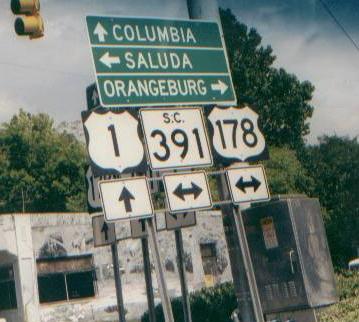 COLUMBIA
SALUDA
ORANGEBURG
1
S.C.
391
178